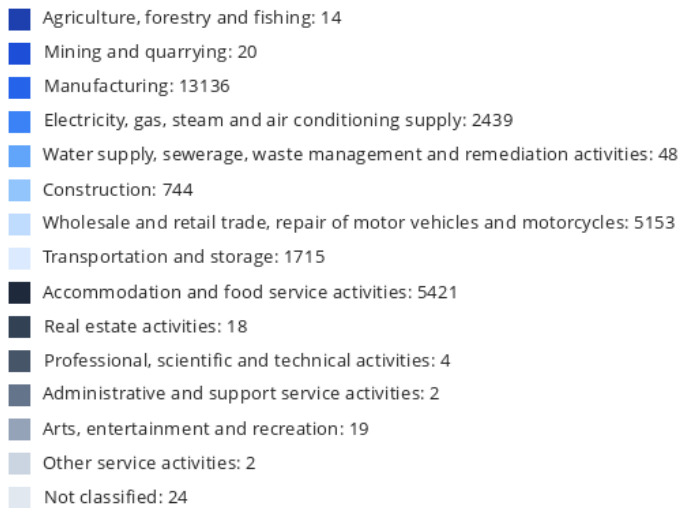 Agriculture, forestry and fishing: 14
Mining and quarrying: 20
Manufacturing: 13136
Electricity, gas, steam and air conditioning supply: 2439
Water supply, sewerage, waste management and remediation activities: 48
Construction: 744
Wholesale and retail trade, repair of motor vehicles and motorcycles: 5153
Transportation and storage: 1715
Accommodation and food service activities: 5421
Real estate activities: 18
Professional, scientific and technical activities: 4
Administrative and support service activities: 2
Arts, entertainment and recreation: 19
Other service activities: 2
Not classified: 24